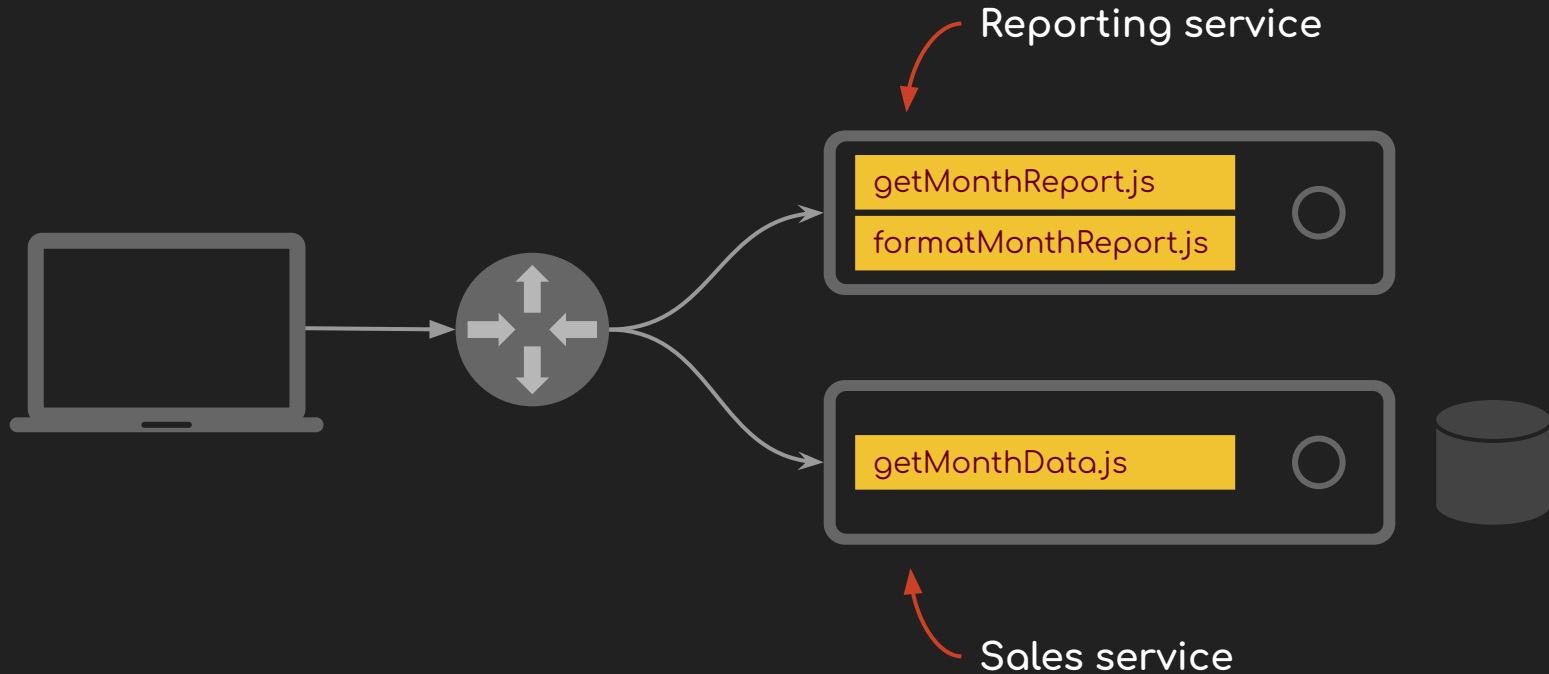 Reporting service
getMonthReport.js
formatMonthReport.js
getMonthData.js
Sales service